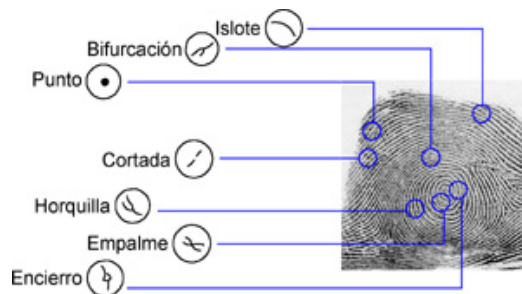 Islote
Bifurcación
Punto
Cortada
Horquilla
Empalme
Encierro